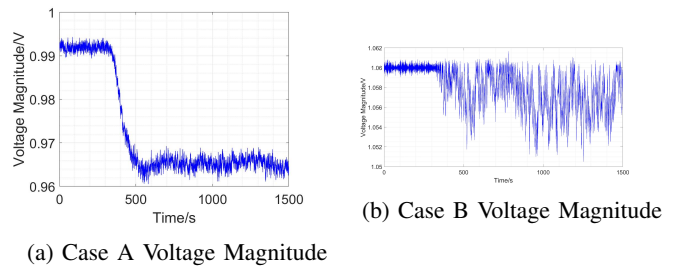 1
0.99
0.98
0.97
0.96
Voltage Magnitude/V
0 500 1000 1500
Time/s
(a) Case A Voltage Magnitude
1.062
1.06
1.058
1.056
1.054
1.052
1.05
Voltage Magnitude/V
0 500 1000 1500
Time/s
(b) Case B Voltage Magnitude